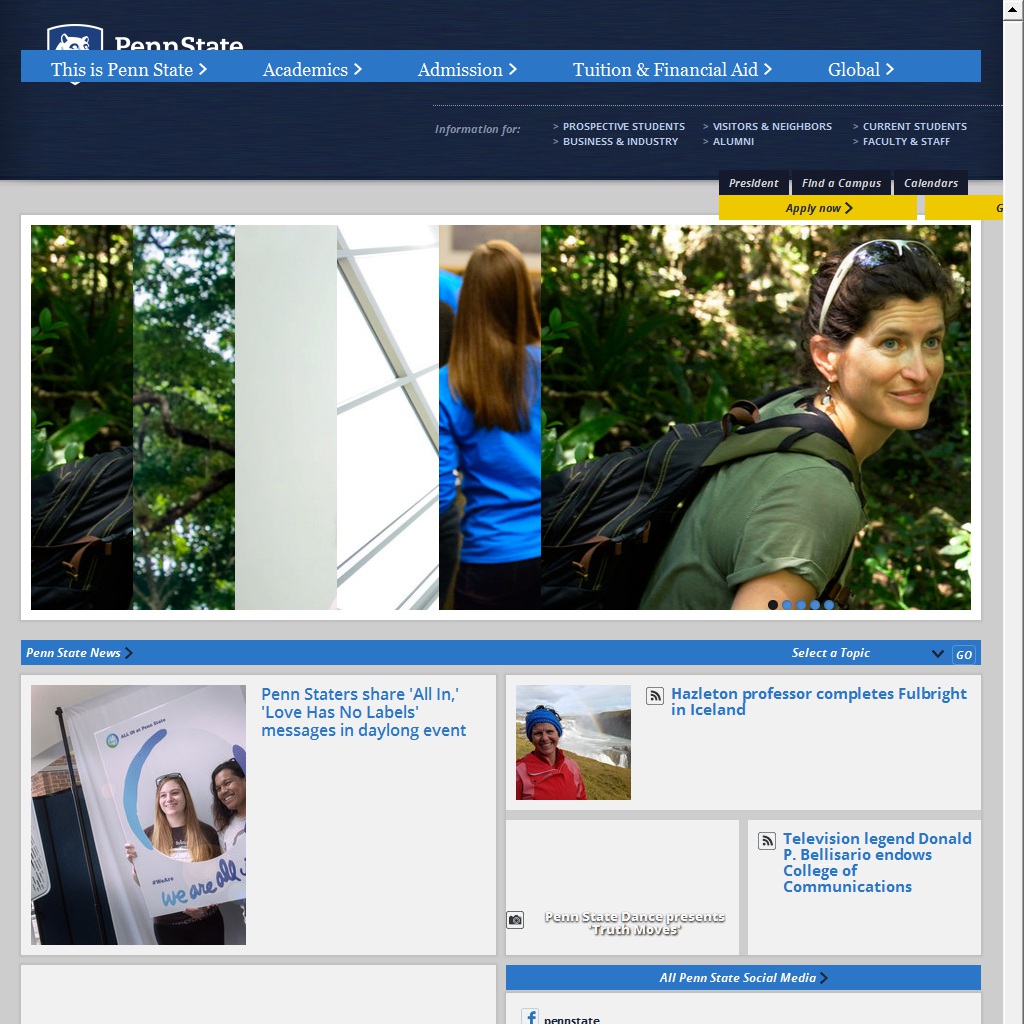 PennState
This is Penn State
Academics
Admission
Tuition & Financial Aid
Global
Information for:
> PROSPECTIVE STUDENTS
> VISITORS & NEIGHBORS
> CURRENT STUDENTS
> BUSINESS & INDUSTRY
> ALUMNI
> FACULTY & STAFF
President
Find a Campus
Calendars
Apply now
G
Penn State News
Select a Topic
GO
ALL IN at Penn State
#WeAre
we are all
Penn Staters share 'All In,'
'Love Has No Labels'
messages in daylong event
Hazleton professor completes Fulbright
in Iceland
Penn State Dance presents
'Truth Moves'
Television legend Donald
P. Bellisario endows
College of
Communications
All Penn State Social Media
pennstate